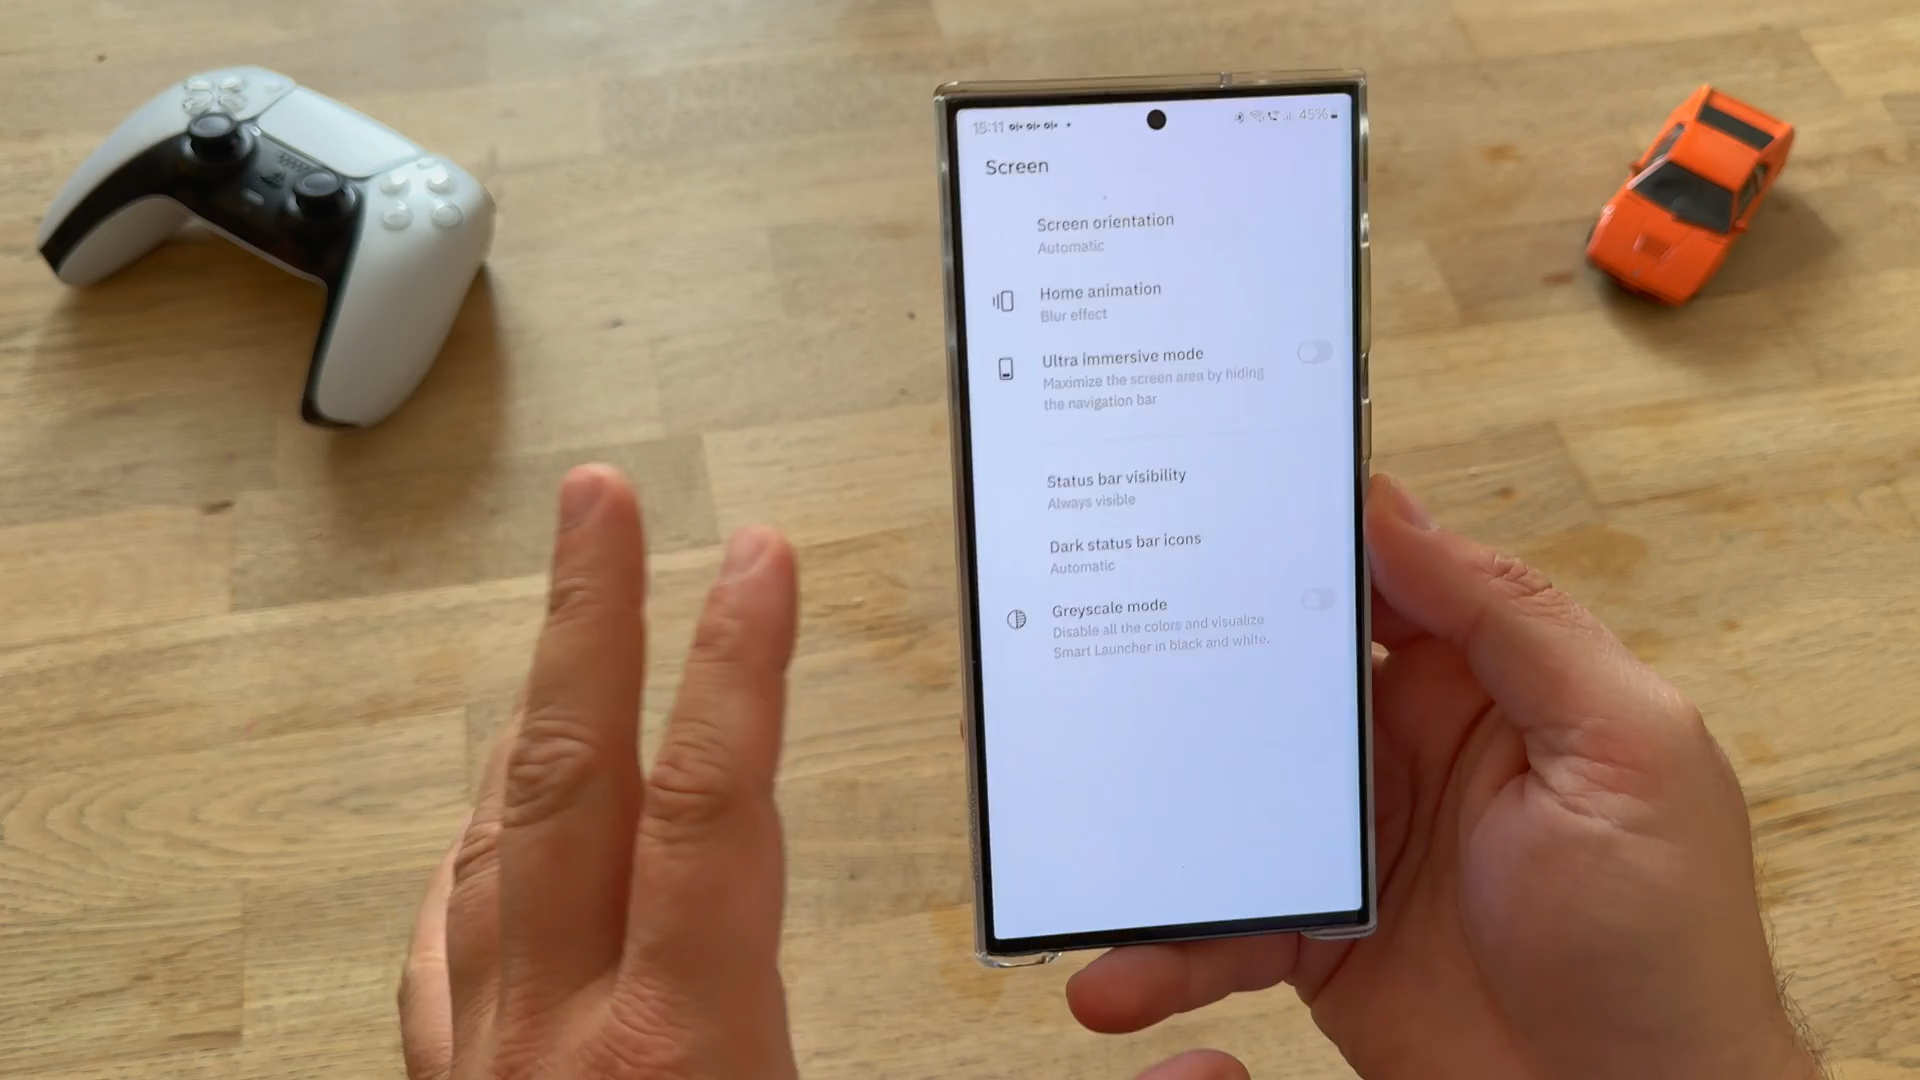 15:11
45%
Screen
Screen orientation
Automatic
Home animation
Blur effect
Ultra immersive mode
Maximize the screen area by hiding
the navigation bar
Status bar visibility
Always visible
Dark status bar icons
Automatic
Greyscale mode
Disable all the colors and visualize
Smart Launcher in black and white.